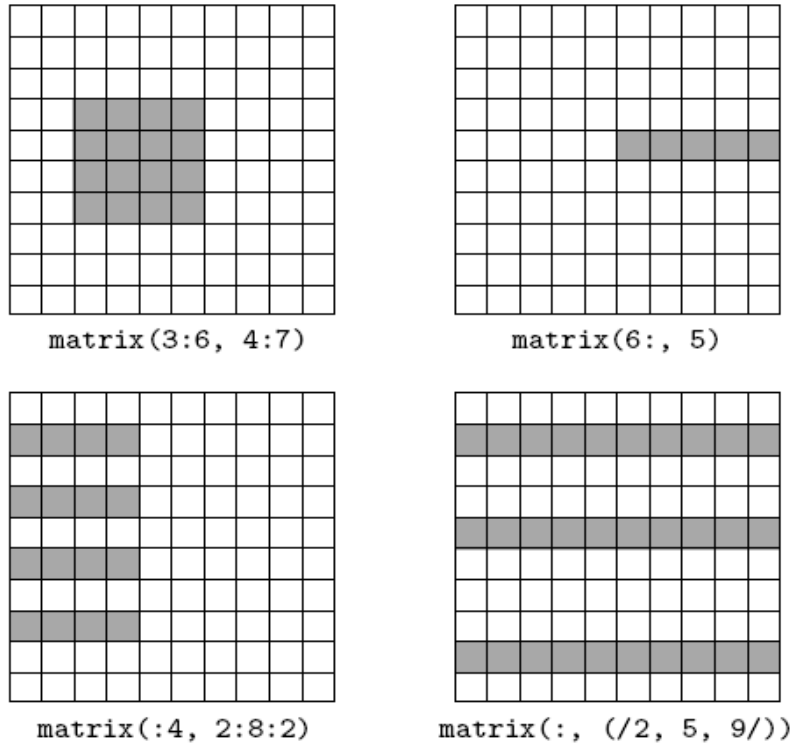 matrix(3:6, 4:7)
matrix(6:, 5)
matrix(:4, 2:8:2)
matrix(:, (/2, 5, 9/))